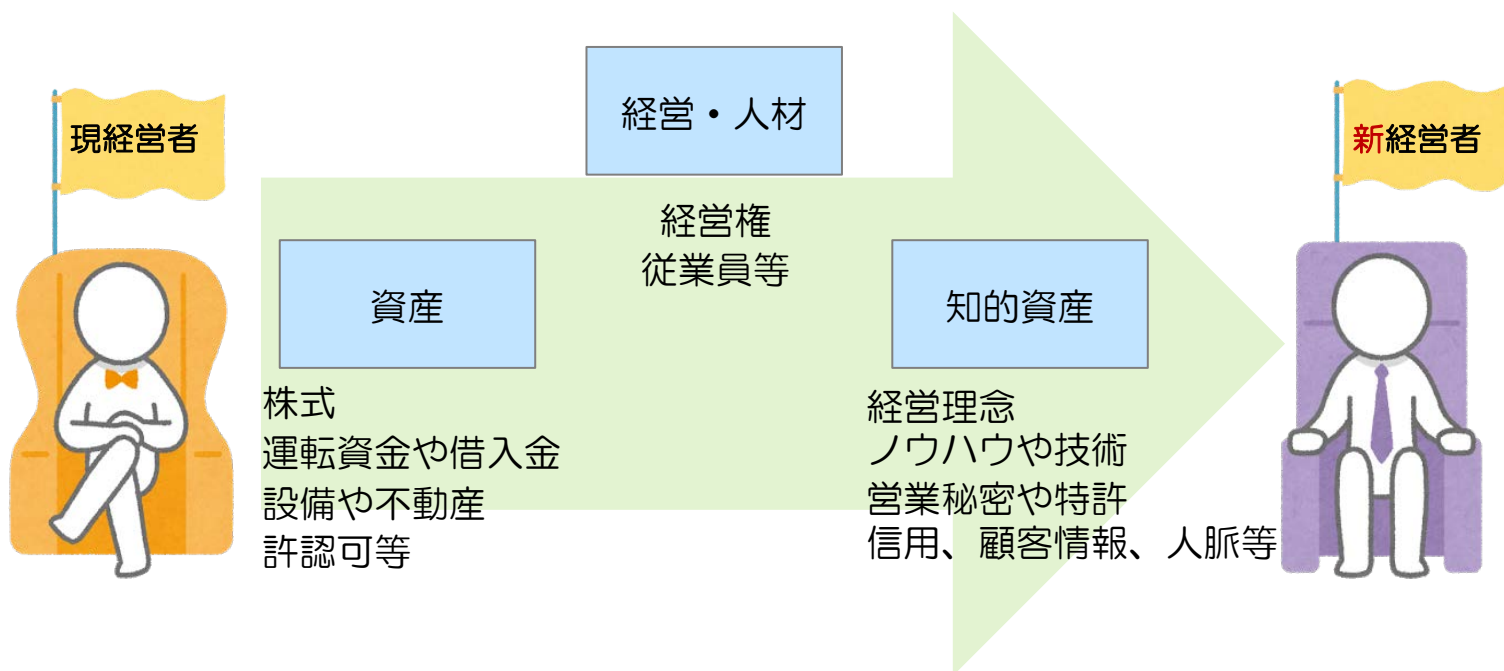 現経営者
経営・人材
経営権
従業員等
資産
株式
運転資金や借入金
設備や不動産
許認可等
知的資産
経営理念
ノウハウや技術
営業秘密や特許
信用、顧客情報、人脈等
新経営者